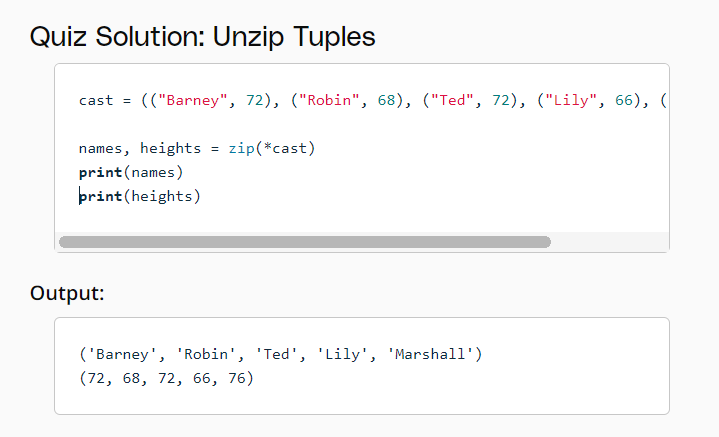 Quiz Solution: Unzip Tuples
cast = (("Barney", 72), ("Robin", 68), ("Ted", 72), ("Lily", 66), (
names, heights = zip(*cast)
print(names)
print(heights)
Output:
('Barney', 'Robin', 'Ted', 'Lily', 'Marshall')
(72, 68, 72, 66, 76)